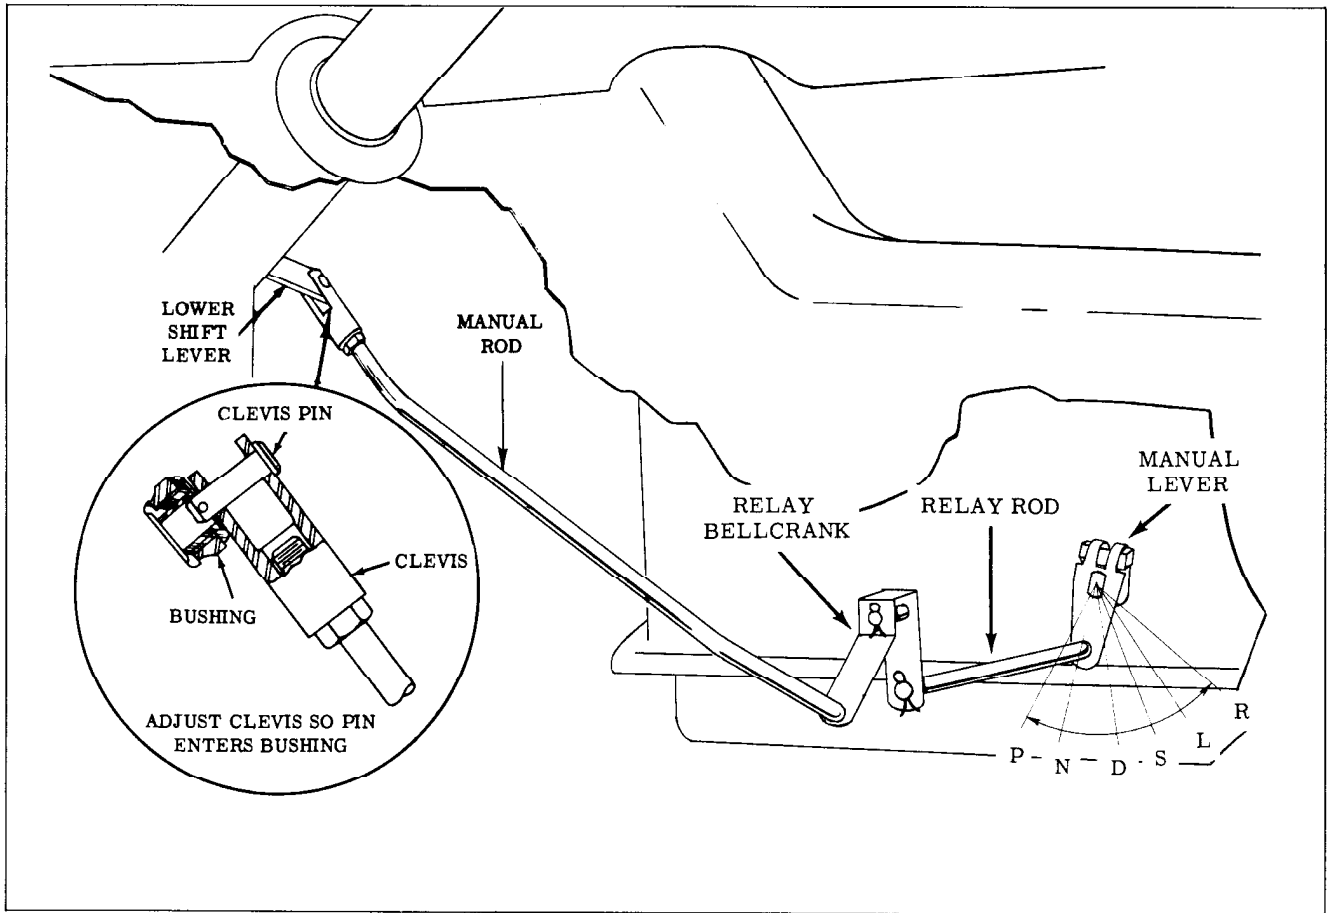 LOWER
SHIFT
LEVER
MANUAL
ROD
CLEVIS PIN
CLEVIS
BUSHING
ADJUST CLEVIS SO PIN
ENTERS BUSHING
RELAY
BELLCRANK
RELAY ROD
MANUAL
LEVER
P - N - D - S - L R